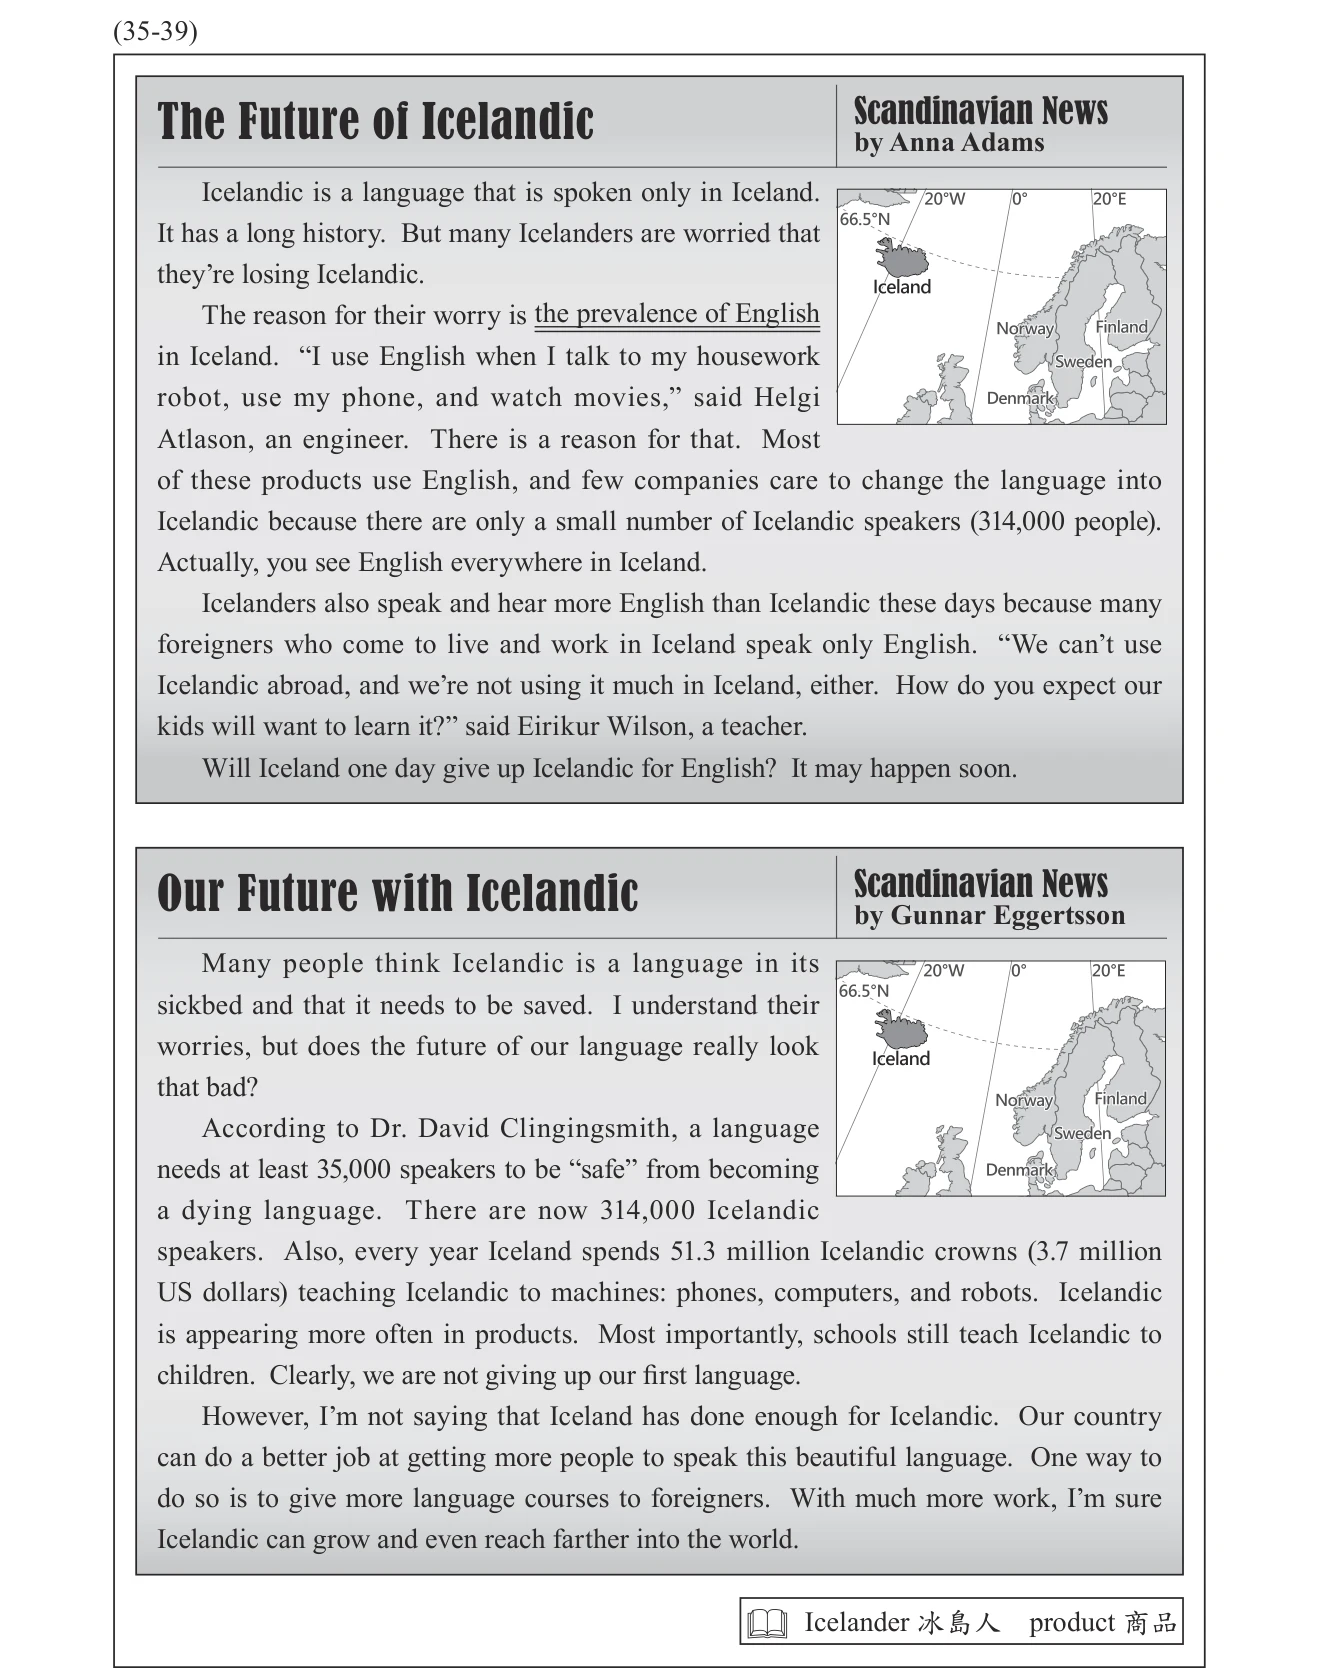 (35-39)
The Future of Icelandic
Scandinavian News
by Anna Adams
Icelandic is a language that is spoken only in Iceland.
It has a long history. But many Icelanders are worried that
they're losing Icelandic.
The reason for their worry is the prevalence of English
in Iceland. “I use English when I talk to my housework
robot, use my phone, and watch movies,” said Helgi
Atlason, an engineer. There is a reason for that. Most
of these products use English, and few companies care to change the language into
Icelandic because there are only a small number of Icelandic speakers (314,000 people).
Actually, you see English everywhere in Iceland.
Icelanders also speak and hear more English than Icelandic these days because many
foreigners who come to live and work in Iceland speak only English. “We can't use
Icelandic abroad, and we're not using it much in Iceland, either. How do you expect our
kids will want to learn it?” said Eirikur Wilson, a teacher.
Will Iceland one day give up Icelandic for English? It may happen soon.
20°W 0° 20°E
66.5°N
Iceland
Norway Finland
Sweden
Denmark
Our Future with Icelandic
Scandinavian News
by Gunnar Eggertsson
Many people think Icelandic is a language in its
sickbed and that it needs to be saved. I understand their
worries, but does the future of our language really look
that bad?
According to Dr. David Clingingsmith, a language
needs at least 35,000 speakers to be “safe” from becoming
a dying language. There are now 314,000 Icelandic
speakers. Also, every year Iceland spends 51.3 million Icelandic crowns (3.7 million
US dollars) teaching Icelandic to machines: phones, computers, and robots. Icelandic
is appearing more often in products. Most importantly, schools still teach Icelandic to
children. Clearly, we are not giving up our first language.
However, I'm not saying that Iceland has done enough for Icelandic. Our country
can do a better job at getting more people to speak this beautiful language. One way to
do so is to give more language courses to foreigners. With much more work, I'm sure
Icelandic can grow and even reach farther into the world.
20°W 0° 20°E
66.5°N
Iceland
Norway Finland
Sweden
Denmark
Icelander 冰島人 product 商品